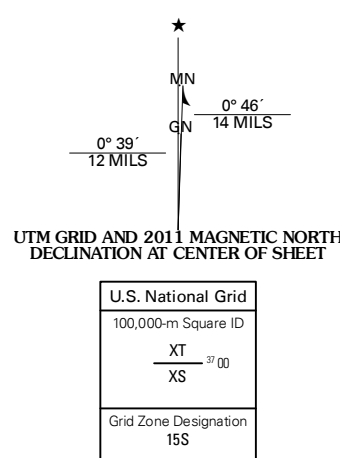 MN
0° 46´
14 MILS
GN
0° 39´
12 MILS
UTM GRID AND 2011 MAGNETIC NORTH
DECLINATION AT CENTER OF SHEET
U.S. National Grid
100,000-m Square ID
XT
37 00
XS
Grid Zone Designation
15S